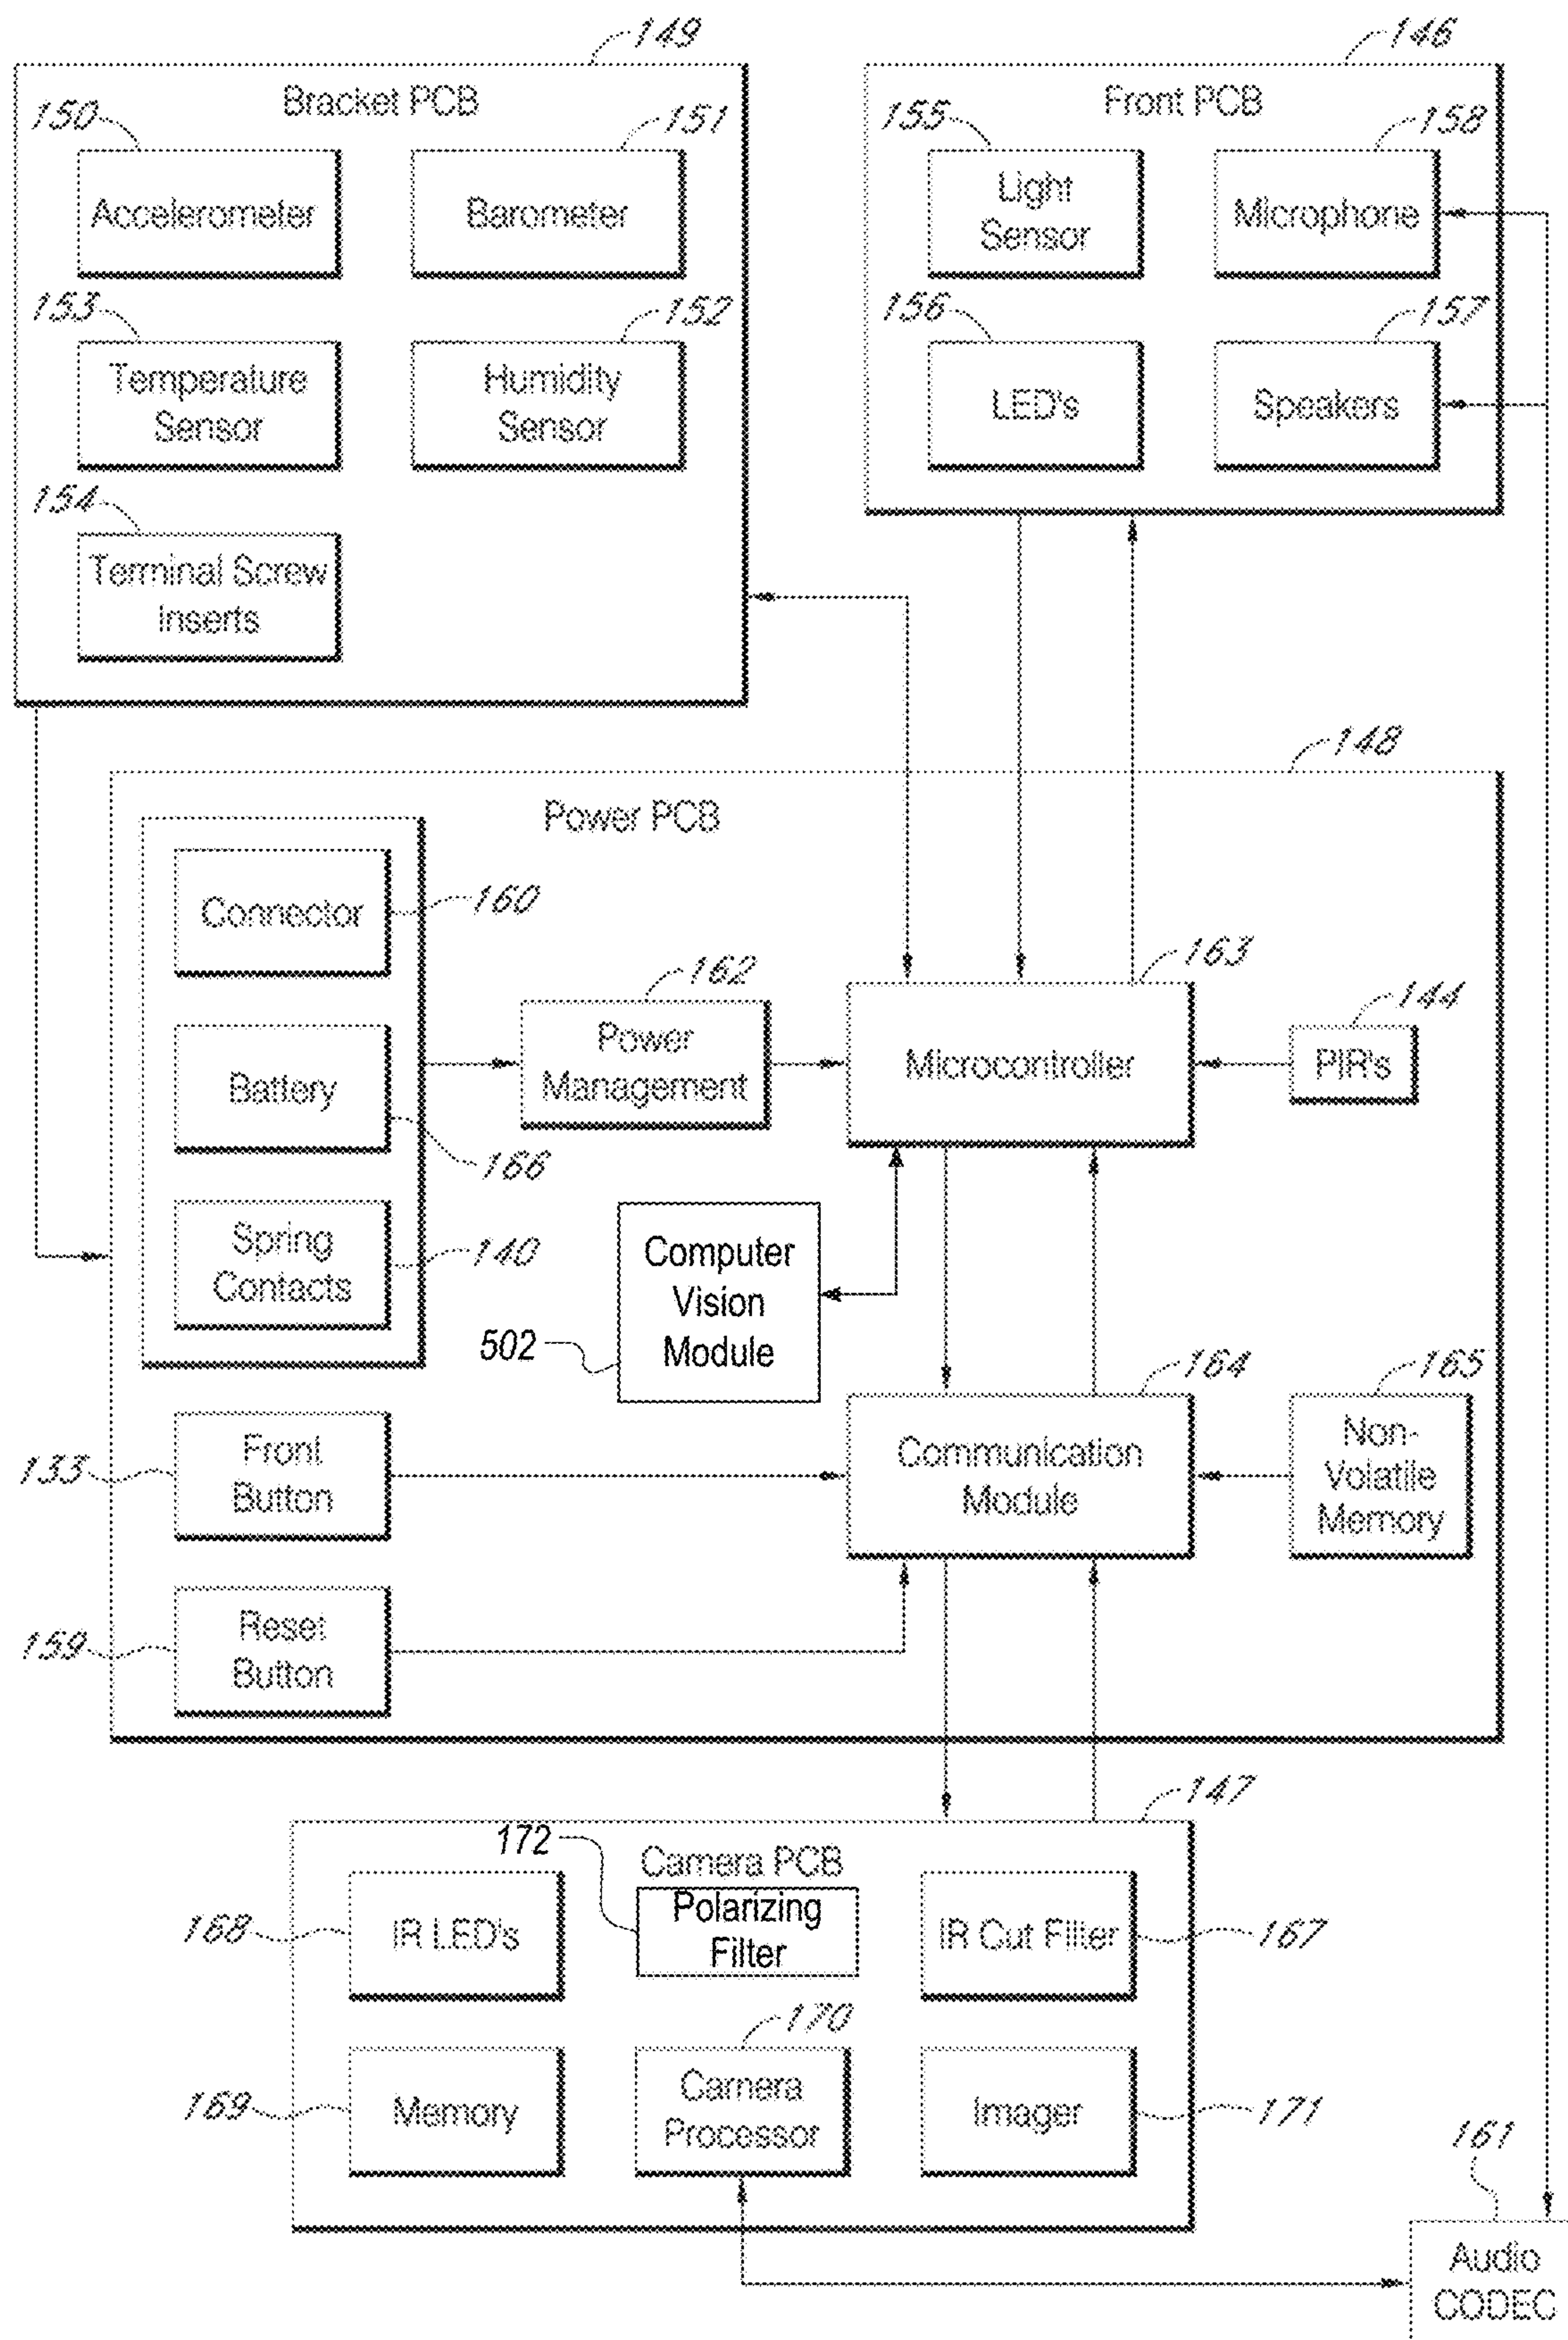 149
Bracket PCB
150
Accelerometer
151
Barometer
153
Temperature
Sensor
152
Humidity
Sensor
154
Terminal Screw
Inserts
146
Front PCB
155
Light
Sensor
158
Microphone
156
LED's
157
Speakers
148
Power PCB
Connector
160
Battery
166
Spring
Contacts
140
162
Power
Management
163
Microcontroller
144
PIR's
Computer
Vision
Module
502
164
Communication
Module
165
Non-
Volatile
Memory
133
Front
Button
159
Reset
Button
147
Camera PCB
172
Polarizing
Filter
168
IR LED's
IR Cut Filter
167
169
Memory
170
Camera
Processor
Imager
171
161
Audio
CODEC